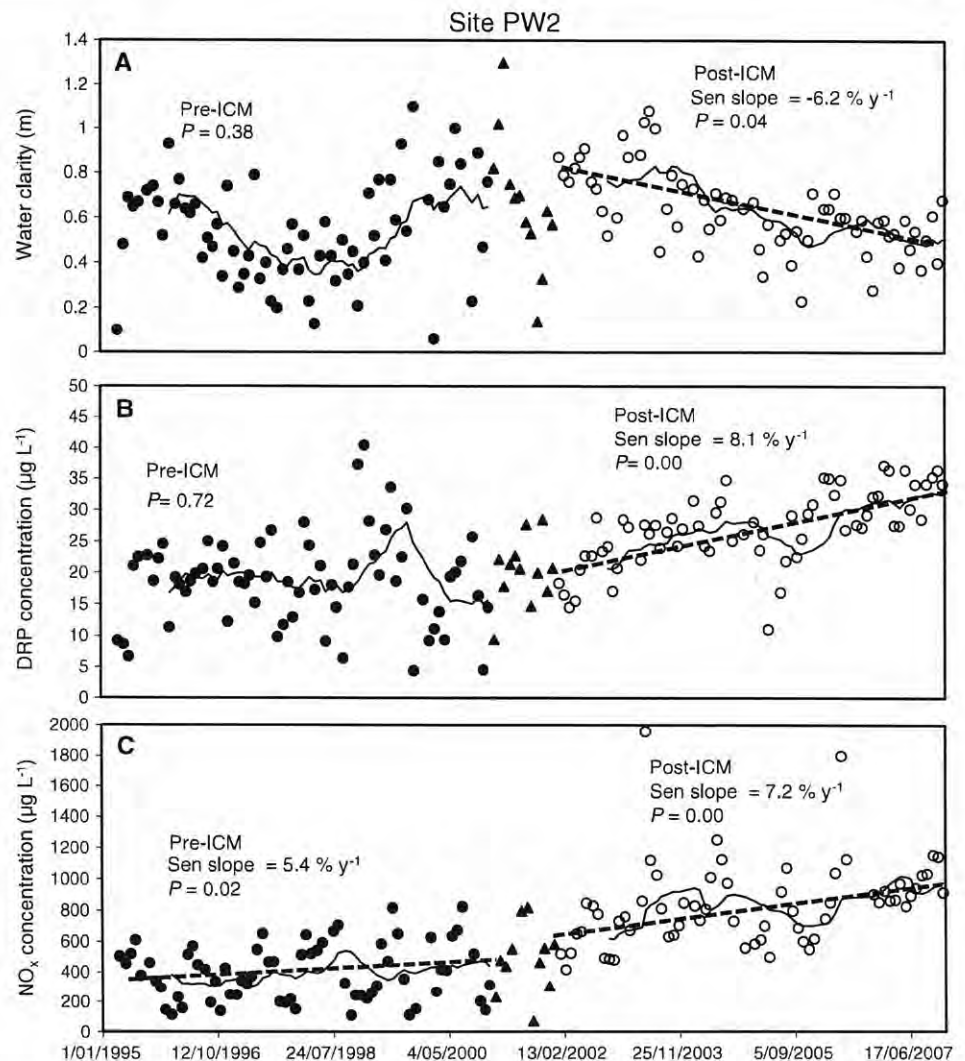 Site PW2
A
Water clarity (m)
1.4
1.2
1
0.8
0.6
0.4
0.2
0
Pre-ICM
P = 0.38
Post-ICM
Sen slope = -6.2 % y⁻¹
P = 0.04
B
DRP concentration (µg L⁻¹)
50
45
40
35
30
25
20
15
10
5
0
Pre-ICM
P= 0.72
Post-ICM
Sen slope = 8.1 % y⁻¹
P= 0.00
C
NOₓ concentration (µg L⁻¹)
2000
1800
1600
1400
1200
1000
800
600
400
200
0
Pre-ICM
Sen slope = 5.4 % y⁻¹
P = 0.02
Post-ICM
Sen slope = 7.2 % y⁻¹
P = 0.00
1/01/1995 12/10/1996 24/07/1998 4/05/2000 13/02/2002 25/11/2003 5/09/2005 17/06/2007